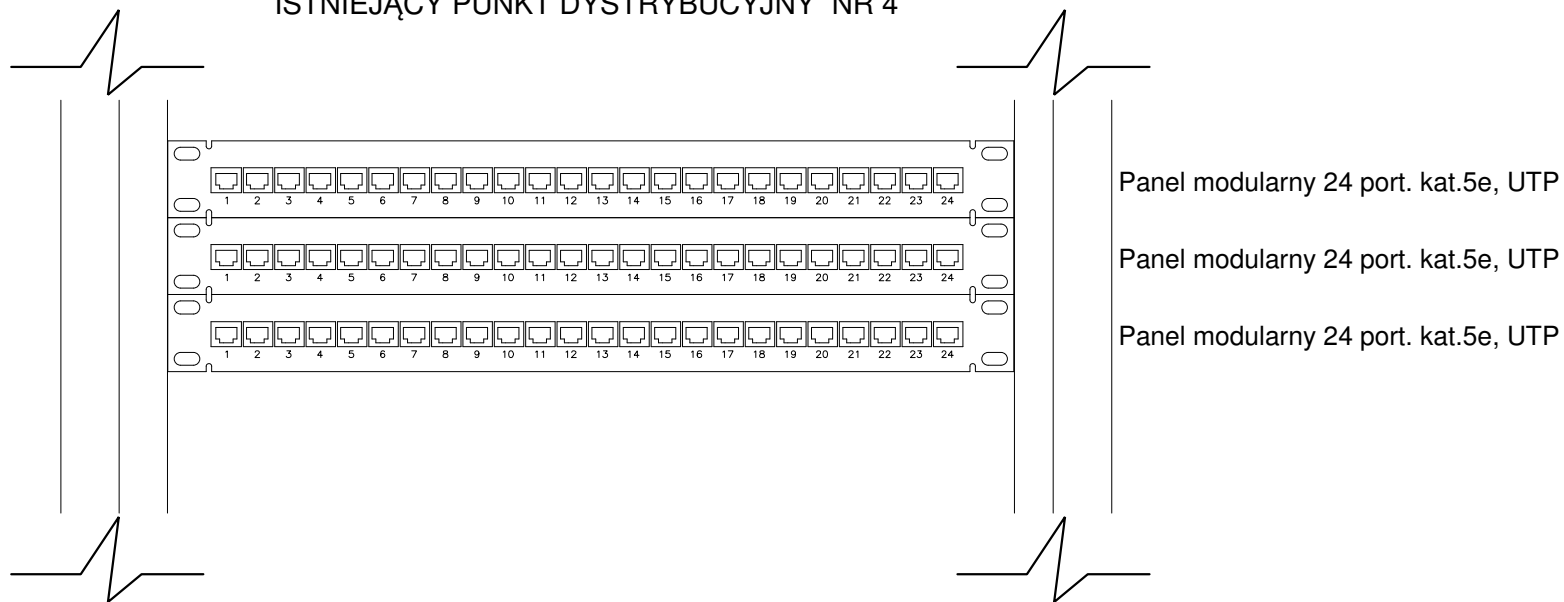 ISTNIEJĄCY PUNKT DYSTRYBUCYJNY NR 4
Panel modularny 24 port. kat.5e, UTP
1 2 3 4 5 6 7 8 9 10 11 12 13 14 15 16 17 18 19 20 21 22 23 24
Panel modularny 24 port. kat.5e, UTP
1 2 3 4 5 6 7 8 9 10 11 12 13 14 15 16 17 18 19 20 21 22 23 24
Panel modularny 24 port. kat.5e, UTP
1 2 3 4 5 6 7 8 9 10 11 12 13 14 15 16 17 18 19 20 21 22 23 24